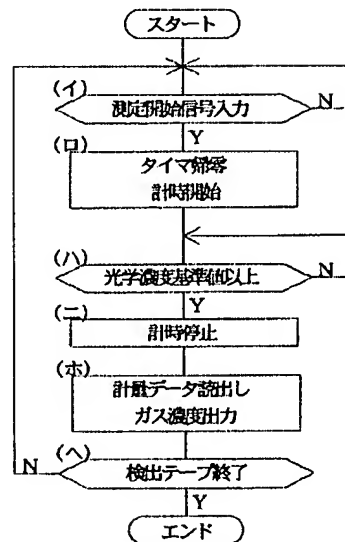 スタート
(イ)
測定開始信号入力
N
Y
(ロ)
タイマ帰零
計時開始
(ハ)
光学濃度基準値以上
N
Y
(ニ)
計時停止
(ホ)
計量データ読出し
ガス濃度出力
(ヘ)
N
検出テープ終了
Y
エンド